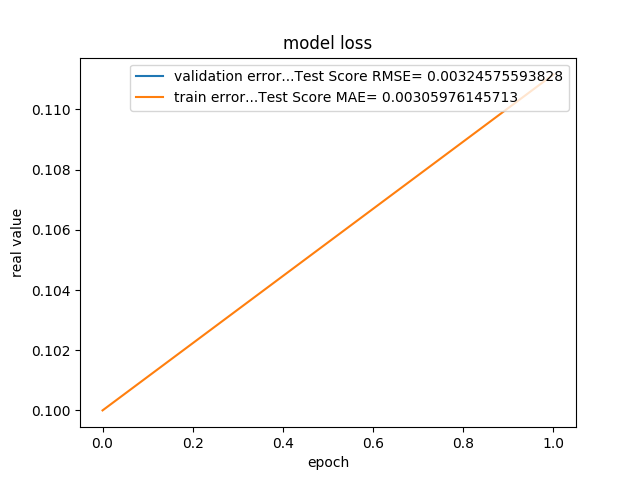 model loss
validation error...Test Score RMSE= 0.00324575593828
train error...Test Score MAE= 0.00305976145713
0.110
0.108
0.106
0.104
0.102
0.100
real value
0.0 0.2 0.4 0.6 0.8 1.0
epoch